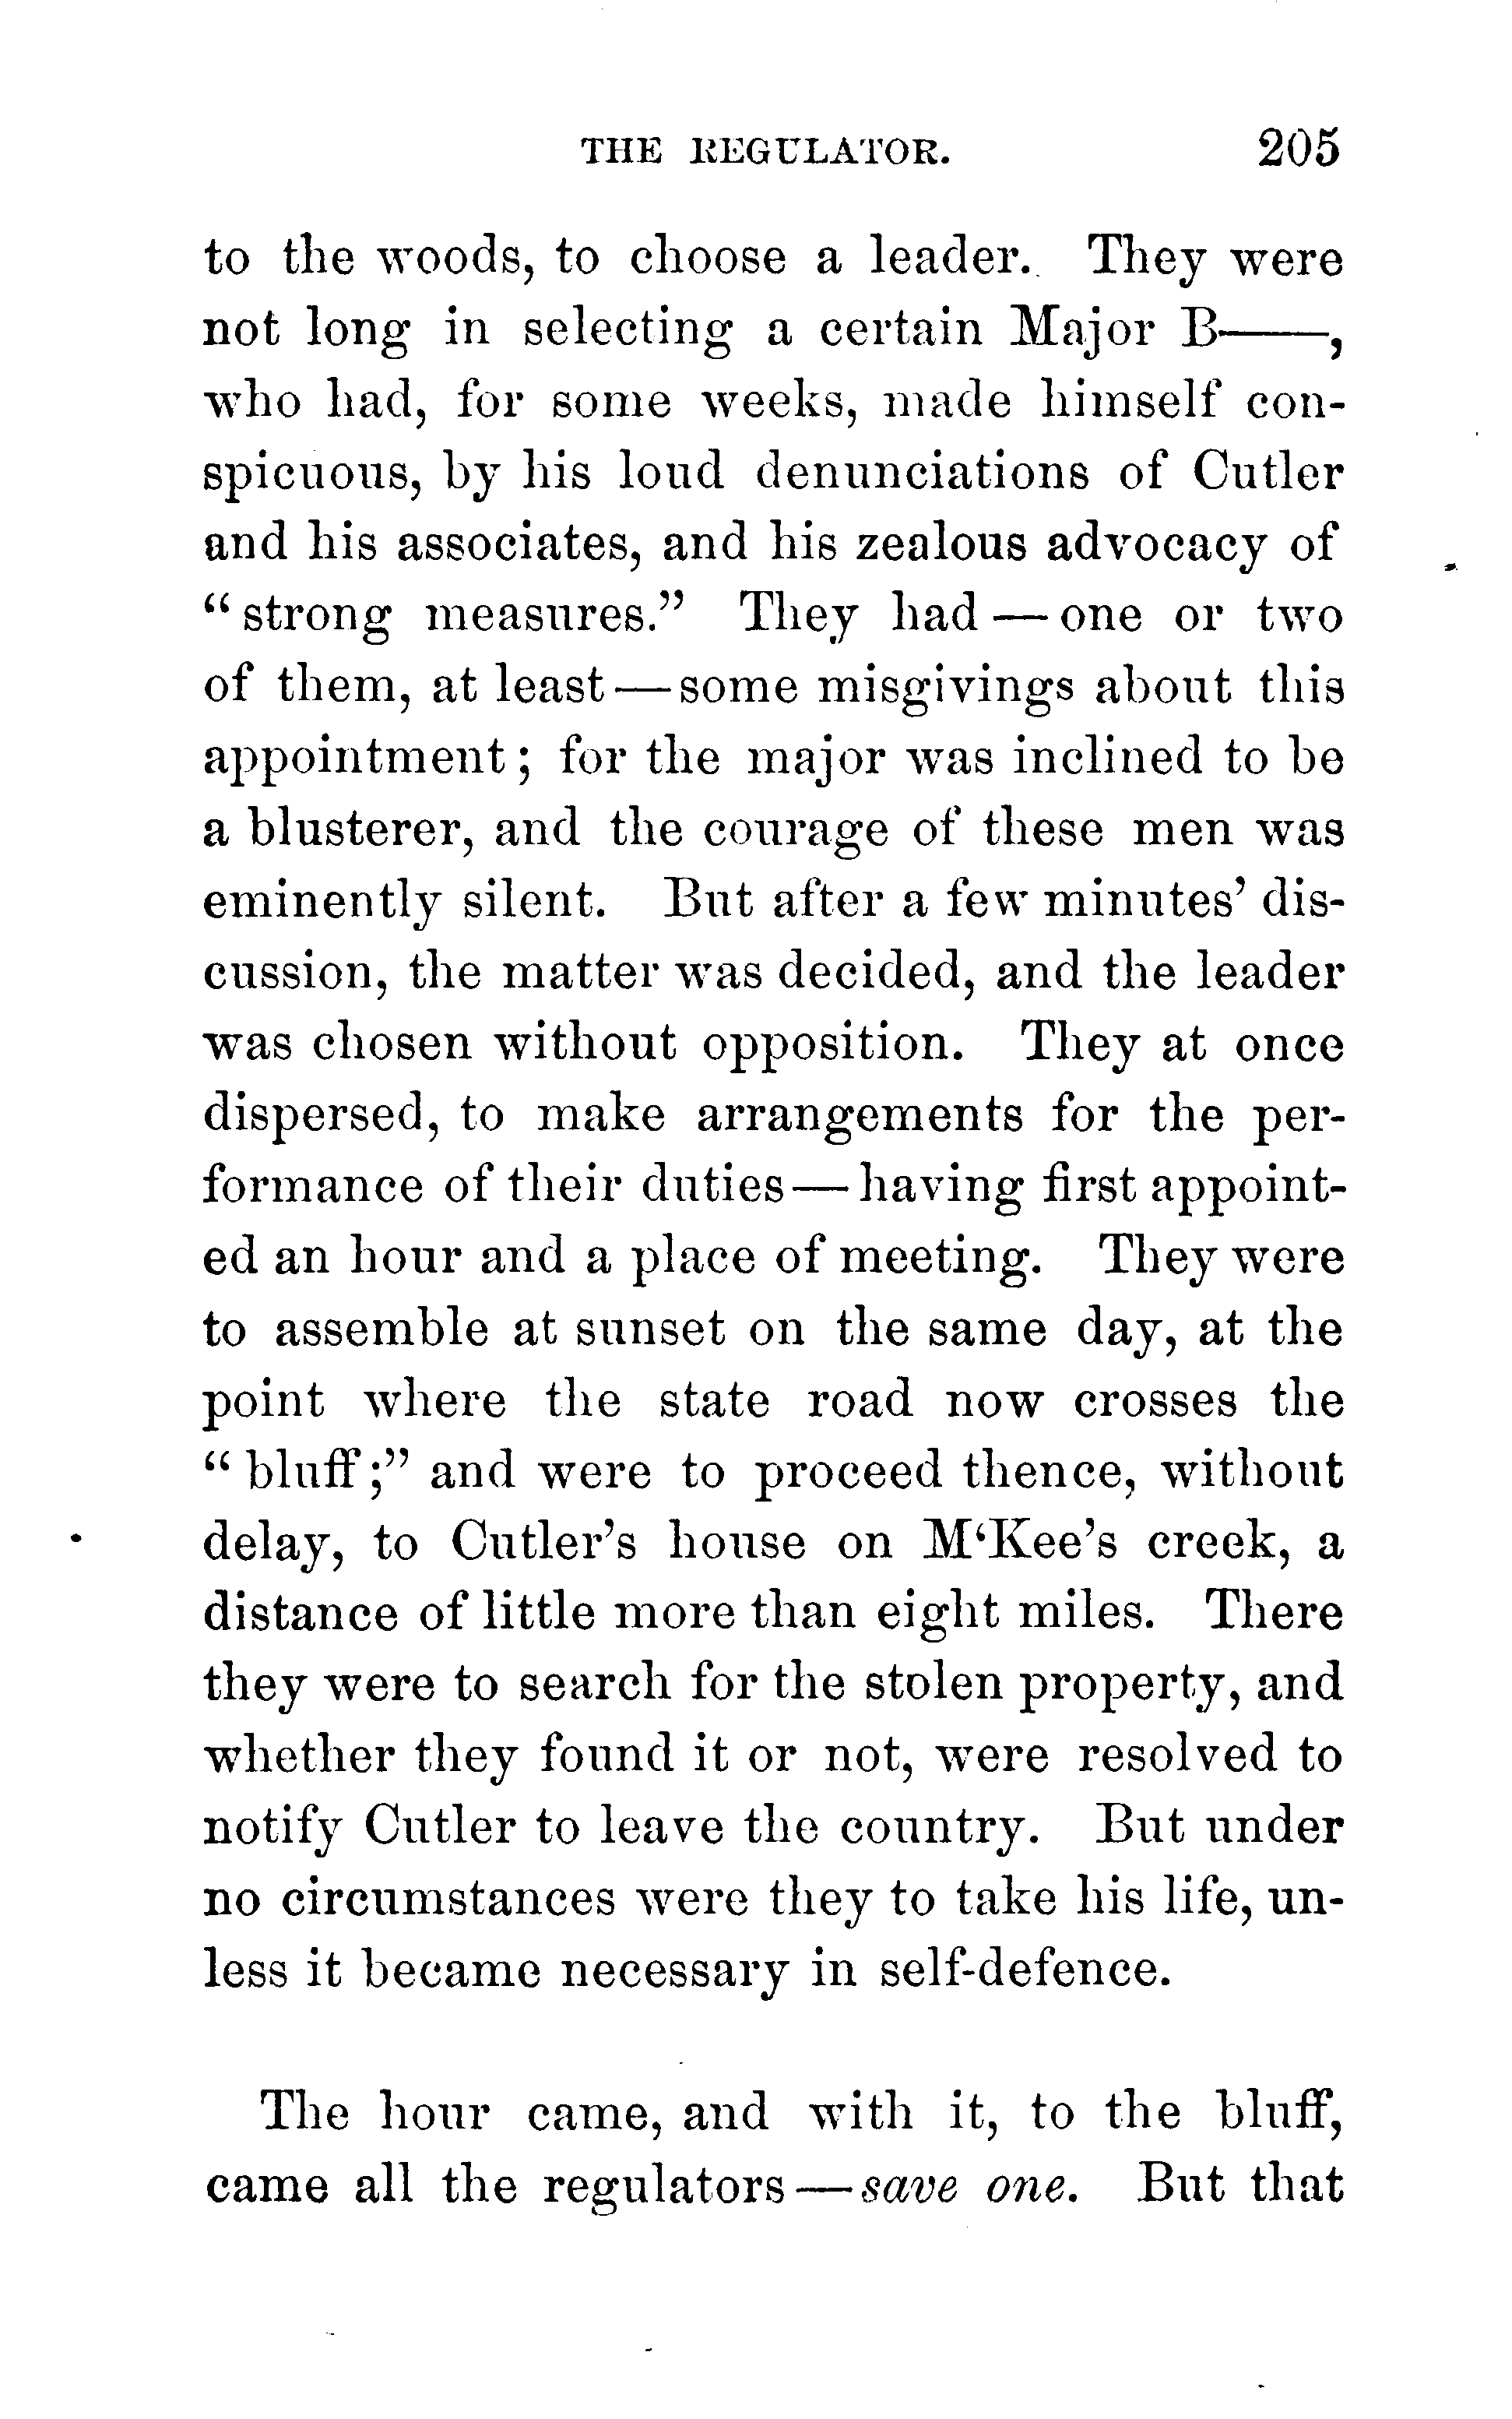 THE REGULATOR. 205
to the woods, to choose a leader. They were
not long in selecting a certain Major B——,
who had, for some weeks, made himself con-
spicuous, by his loud denunciations of Cutler
and his associates, and his zealous advocacy of
“strong measures.” They had — one or two
of them, at least — some misgivings about this
appointment; for the major was inclined to be
a blusterer, and the courage of these men was
eminently silent. But after a few minutes’ dis-
cussion, the matter was decided, and the leader
was chosen without opposition. They at once
dispersed, to make arrangements for the per-
formance of their duties — having first appoint-
ed an hour and a place of meeting. They were
to assemble at sunset on the same day, at the
point where the state road now crosses the
“bluff;” and were to proceed thence, without
delay, to Cutler’s house on M‘Kee’s creek, a
distance of little more than eight miles. There
they were to search for the stolen property, and
whether they found it or not, were resolved to
notify Cutler to leave the country. But under
no circumstances were they to take his life, un-
less it became necessary in self-defence.
The hour came, and with it, to the bluff,
came all the regulators — save one. But that